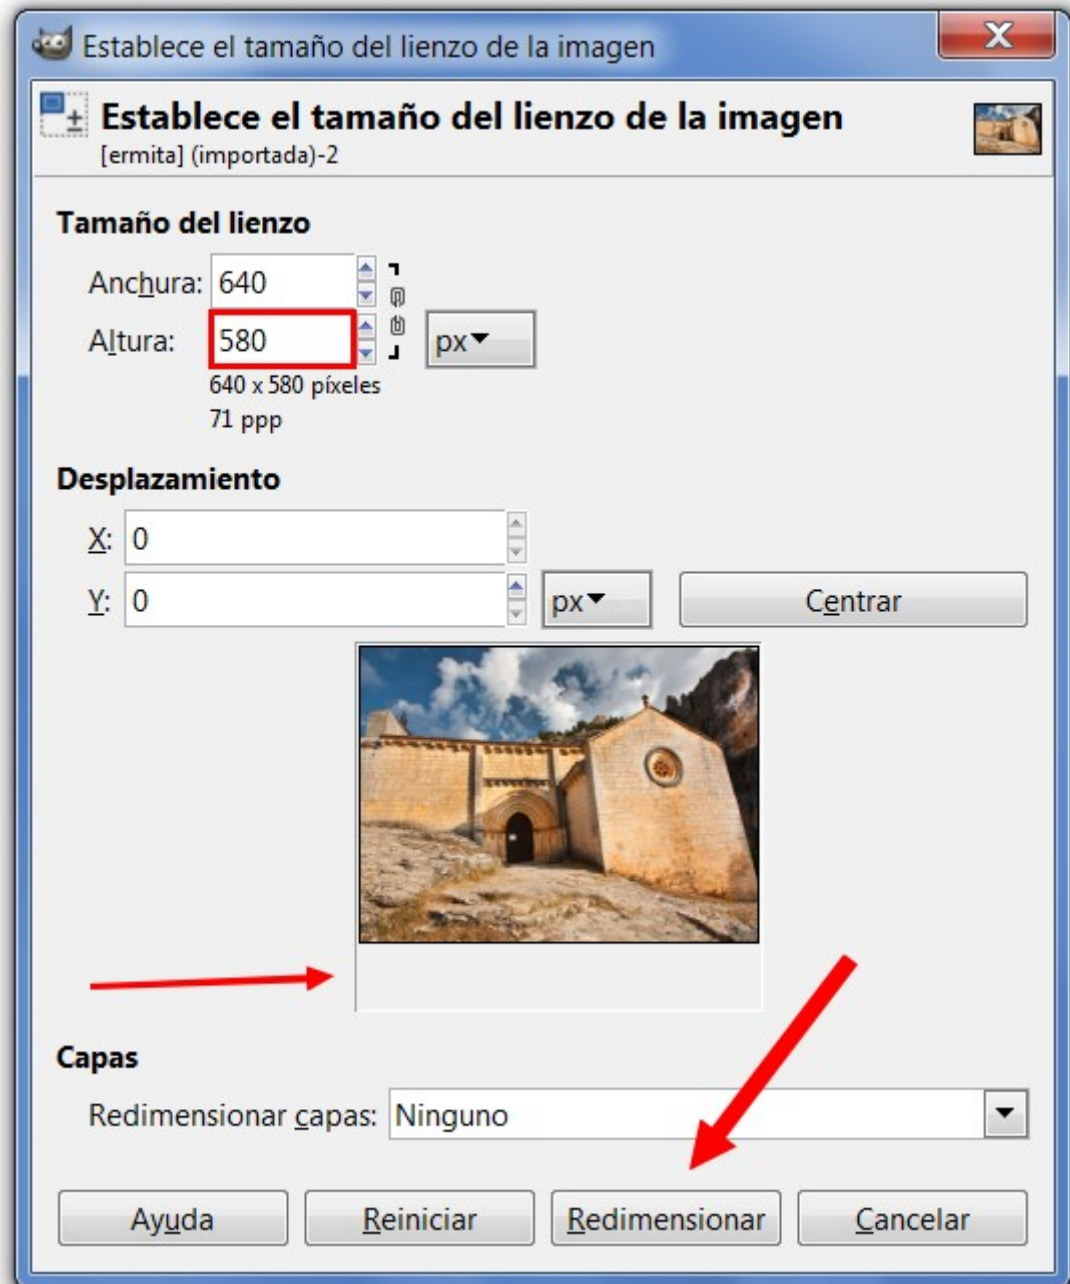 Establece el tamaño del lienzo de la imagen
X
Establece el tamaño del lienzo de la imagen
[ermita] (importada)-2
Tamaño del lienzo
Anchura: 640
Altura: 580 px
640 x 580 píxeles
71 ppp
Desplazamiento
X: 0
Y: 0 px Centrar
Capas
Redimensionar capas: Ninguno
Ayuda Reiniciar Redimensionar Cancelar